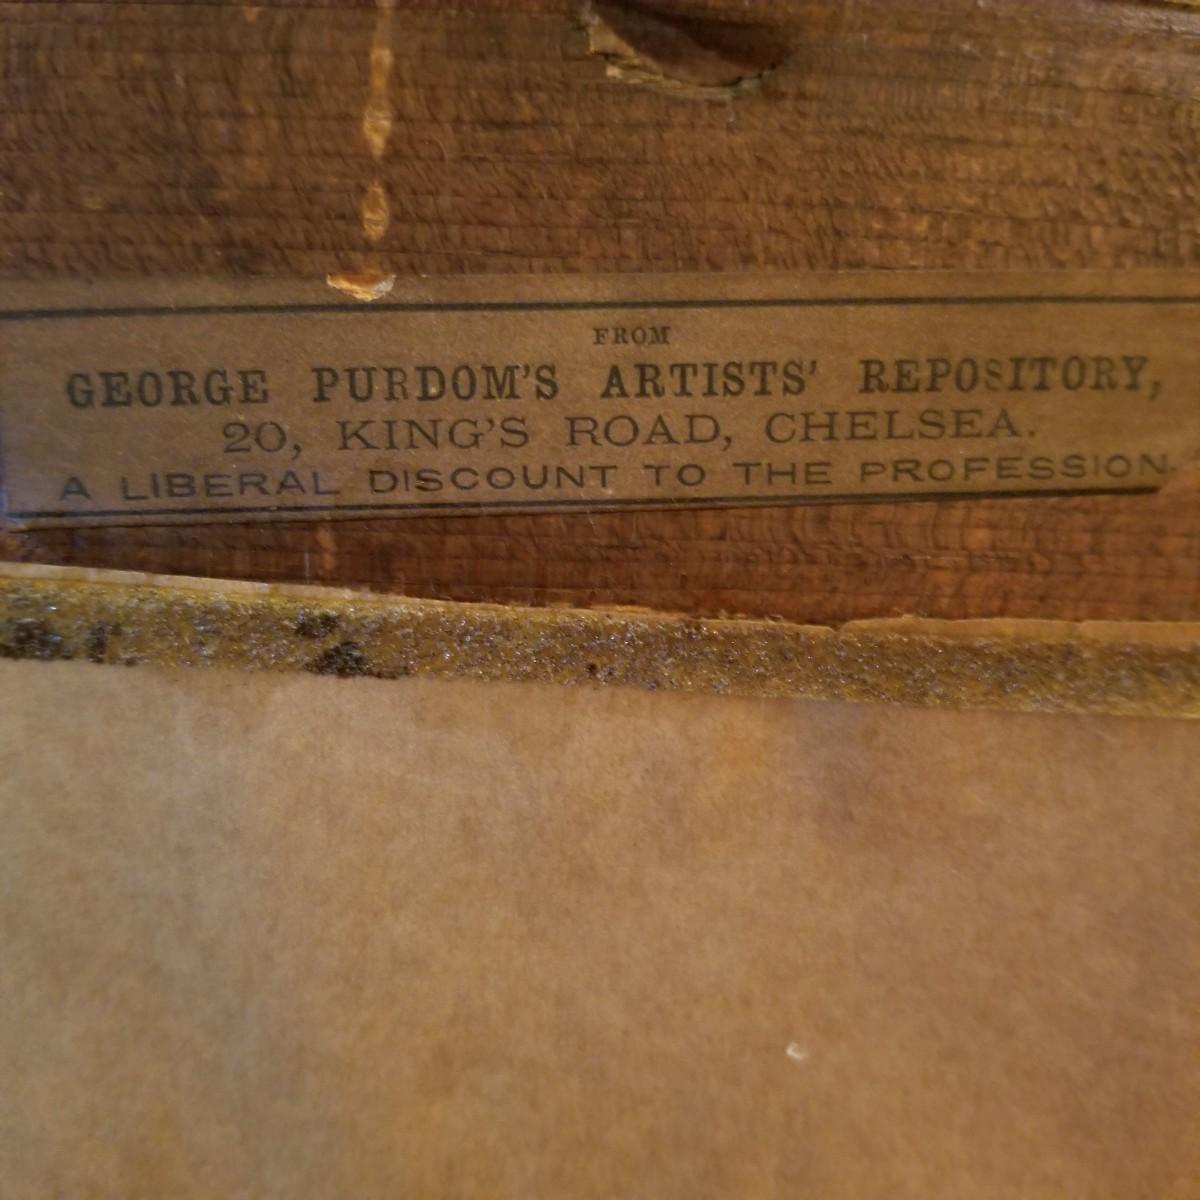 FROM
GEORGE PURDOM'S ARTISTS' REPOSITORY,
20, KING'S ROAD, CHELSEA.
A LIBERAL DISCOUNT TO THE PROFESSION.